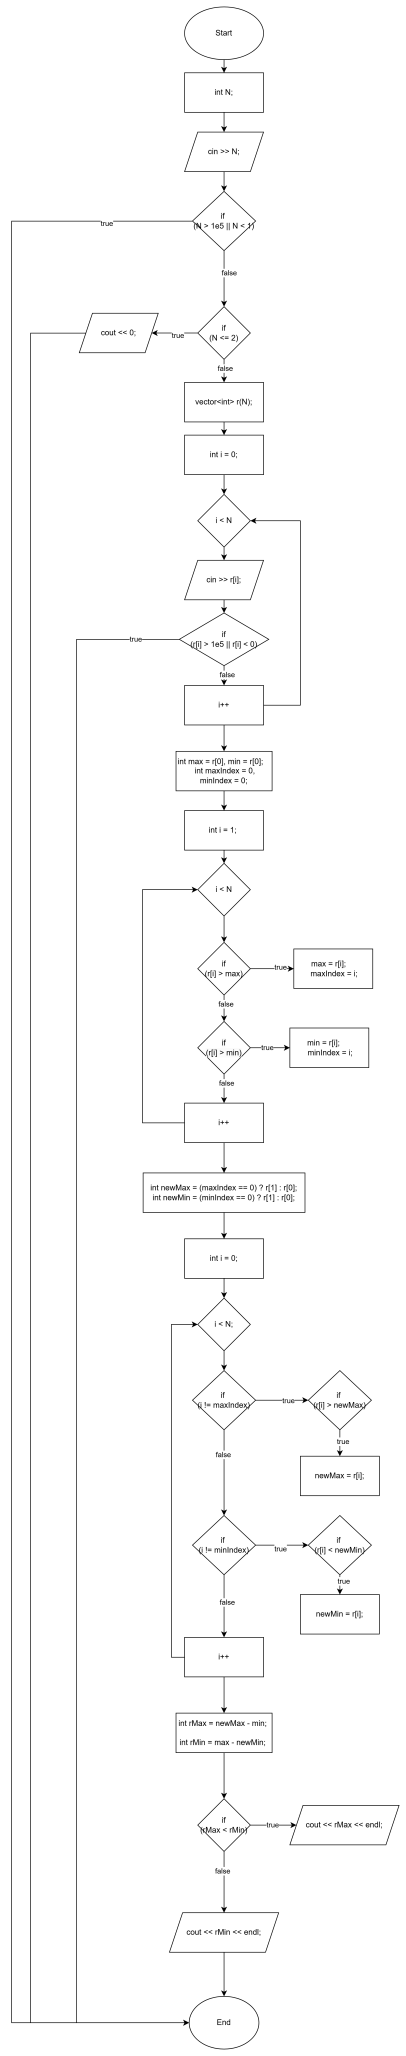 Start
int N;
cin >> N;
if
(N > 1e5 || N < 1)
true
false
if
(N <= 2)
true
cout << 0;
false
vector<int> r(N);
int i = 0;
i < N
cin >> r[i];
if
(r[i] > 1e5 || r[i] < 0)
true
false
i++
int max = r[0], min = r[0];
int maxIndex = 0,
minIndex = 0;
int i = 1;
i < N
if
(r[i] > max)
true
max = r[i];
maxIndex = i;
false
if
(r[i] > min)
true
min = r[i];
minIndex = i;
false
i++
int newMax = (maxIndex == 0) ? r[1] : r[0];
int newMin = (minIndex == 0) ? r[1] : r[0];
int i = 0;
i < N;
if
(i != maxIndex)
true
if
(r[i] > newMax)
true
newMax = r[i];
false
if
(i != minIndex)
true
if
(r[i] < newMin)
true
newMin = r[i];
false
i++
int rMax = newMax - min;
int rMin = max - newMin;
if
(rMax < rMin)
true
cout << rMax << endl;
false
cout << rMin << endl;
End